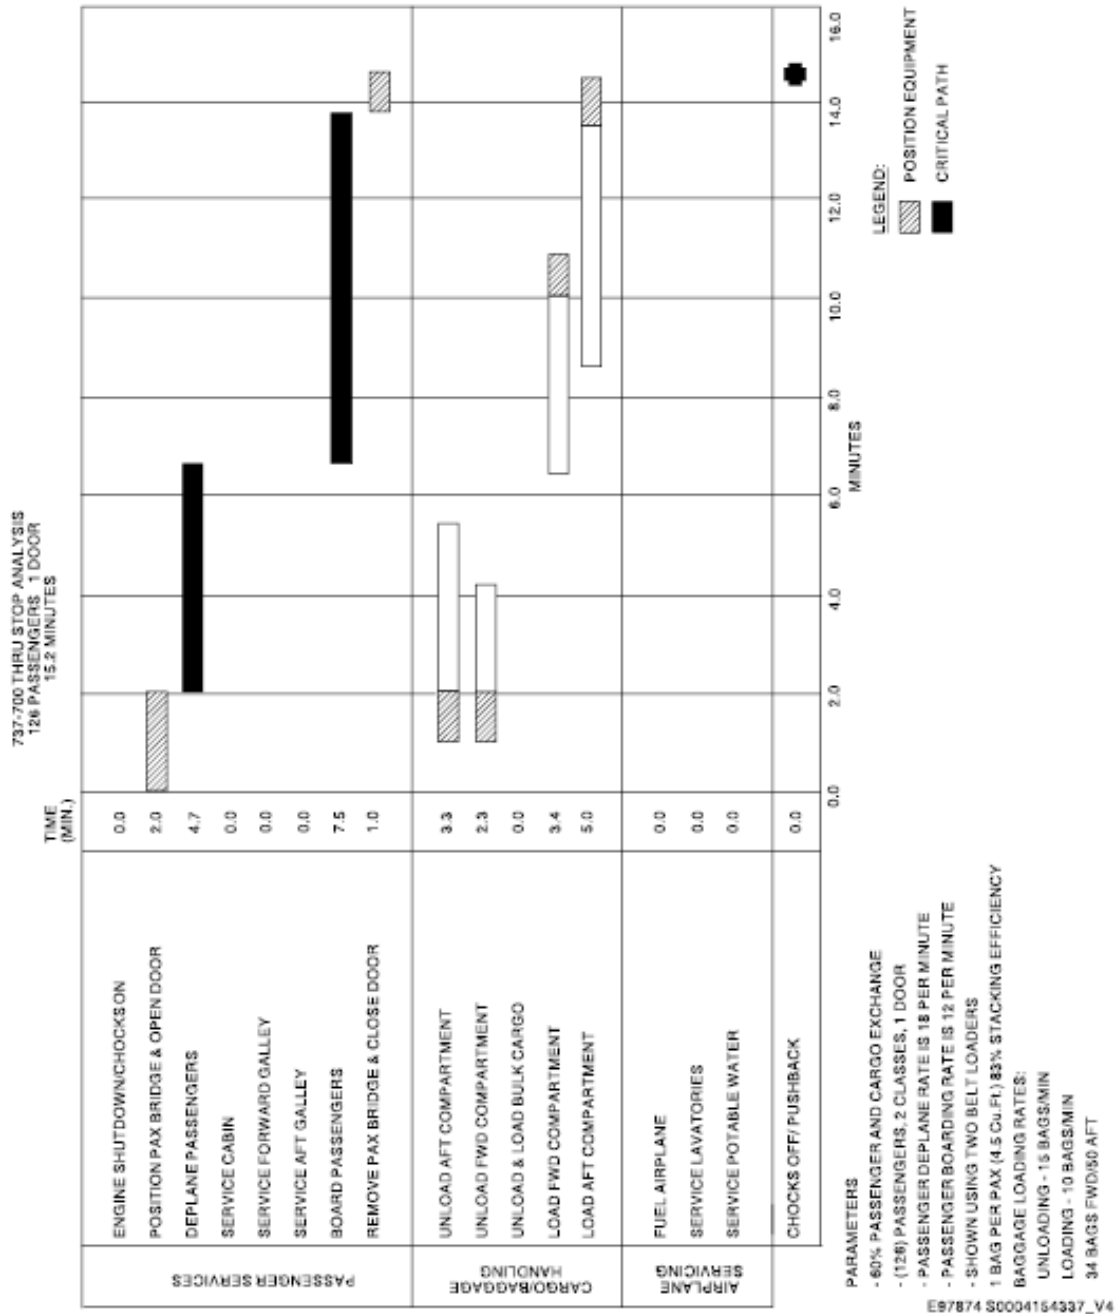 737-700 THRU STOP ANALYSIS
126 PASSENGERS 1 DOOR
15.2 MINUTES
TIME
(MIN.)
PASSENGER SERVICES
ENGINE SHUTDOWN/CHOCKS ON 0.0
POSITION PAX BRIDGE & OPEN DOOR 2.0
DEPLANE PASSENGERS 4.7
SERVICE CABIN 0.0
SERVICE FORWARD GALLEY 0.0
SERVICE AFT GALLEY 0.0
BOARD PASSENGERS 7.5
REMOVE PAX BRIDGE & CLOSE DOOR 1.0
CARGO/BAGGAGE
HANDLING
UNLOAD AFT COMPARTMENT 3.3
UNLOAD FWD COMPARTMENT 2.3
UNLOAD & LOAD BULK CARGO 0.0
LOAD FWD COMPARTMENT 3.4
LOAD AFT COMPARTMENT 5.0
AIRPLANE
SERVICING
FUEL AIRPLANE 0.0
SERVICE LAVATORIES 0.0
SERVICE POTABLE WATER 0.0
CHOCKS OFF/ PUSHBACK 0.0
0.0 2.0 4.0 6.0 8.0 10.0 12.0 14.0 16.0
MINUTES
PARAMETERS
- 60% PASSENGER AND CARGO EXCHANGE
- (126) PASSENGERS, 2 CLASSES, 1 DOOR
- PASSENGER DEPLANE RATE IS 18 PER MINUTE
- PASSENGER BOARDING RATE IS 12 PER MINUTE
- SHOWN USING TWO BELT LOADERS
1 BAG PER PAX (4.5 Cu.Ft.) 83% STACKING EFFICIENCY
BAGGAGE LOADING RATES:
UNLOADING - 15 BAGS/MIN
LOADING - 10 BAGS/MIN
34 BAGS FWD/50 AFT
LEGEND:
POSITION EQUIPMENT
CRITICAL PATH
E97874 S0004154337_V4